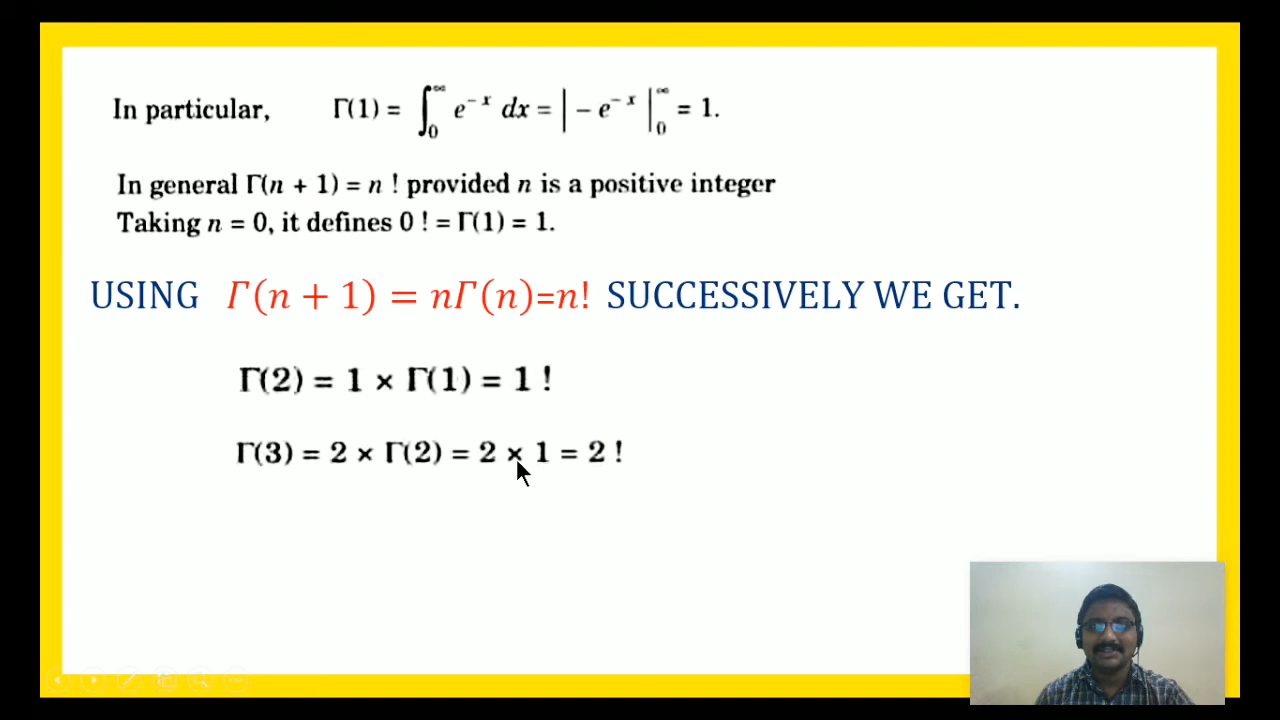 In particular, Γ(1) = ∫₀^∞ e^{-x} dx = | – e^{-x} |₀^∞ = 1.
In general Γ(n + 1) = n ! provided n is a positive integer
Taking n = 0, it defines 0 ! = Γ(1) = 1.
USING Γ(n + 1) = nΓ(n)=n! SUCCESSIVELY WE GET.
Γ(2) = 1 × Γ(1) = 1 !
Γ(3) = 2 × Γ(2) = 2 × 1 = 2 !